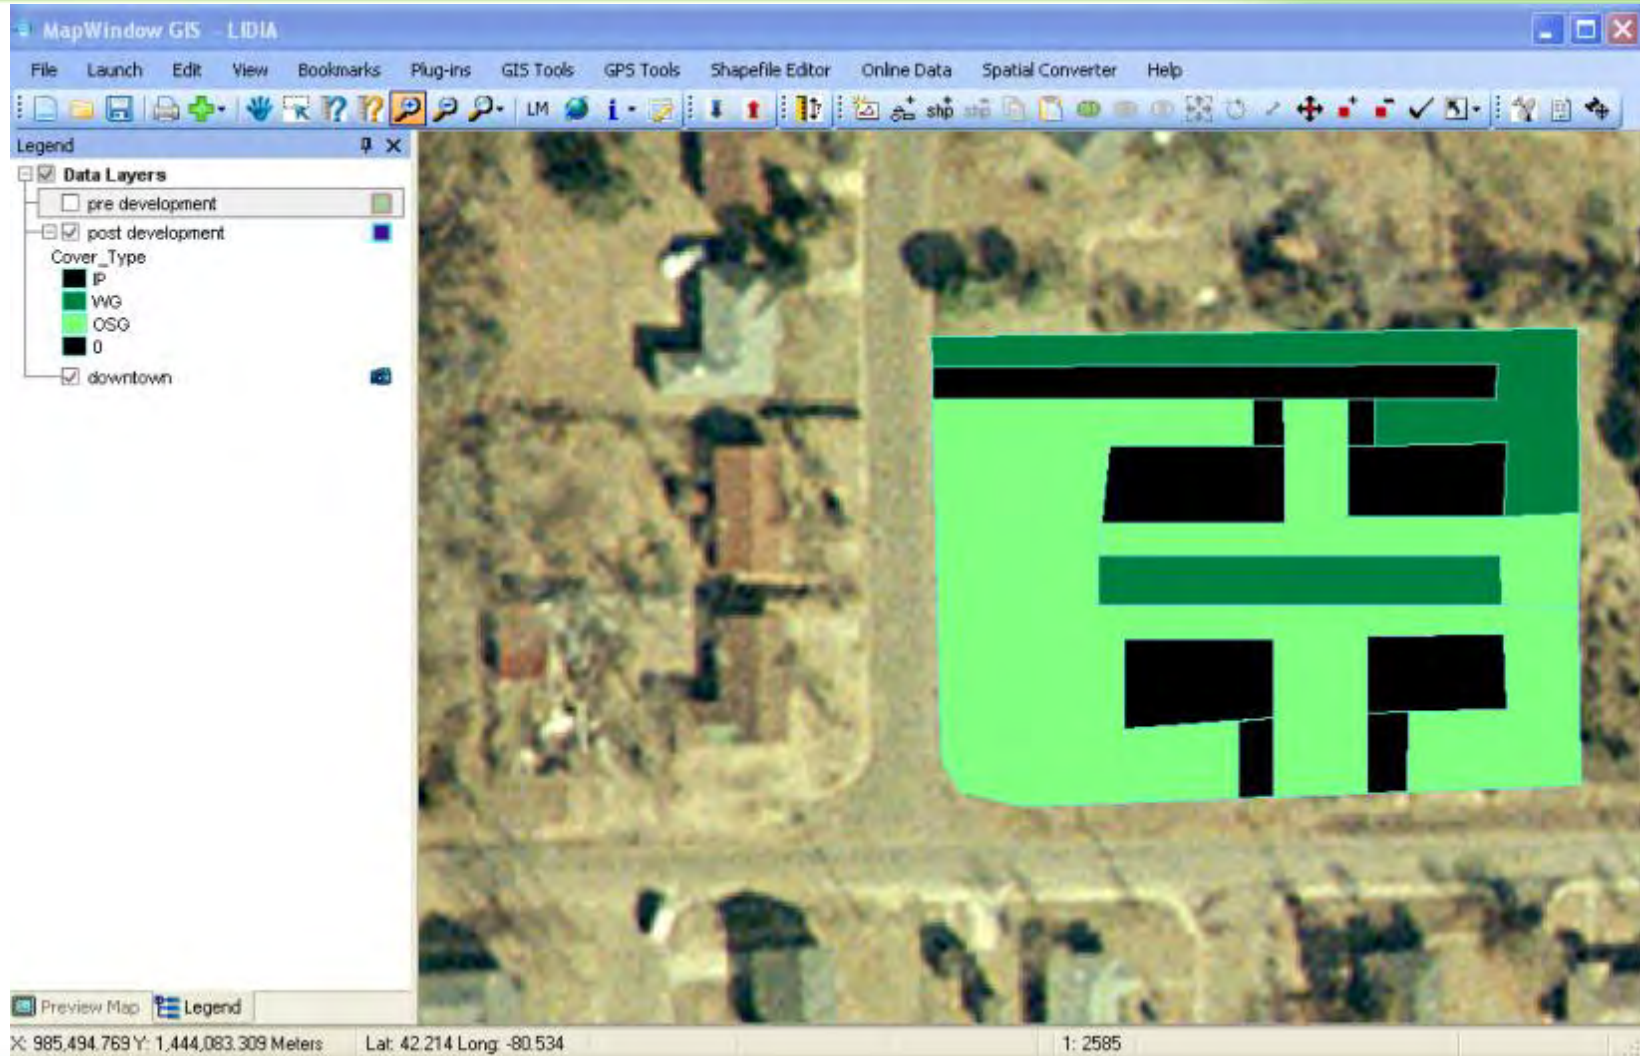 MapWindow GIS - LIDIA
File Launch Edit View Bookmarks Plug-ins GIS Tools GPS Tools Shapefile Editor Online Data Spatial Converter Help
LM shp shp
Legend
Data Layers
pre development
post development
Cover_Type
IP
WG
OSG
0
downtown
Preview Map Legend
X: 985,494.769 Y: 1,444,083.309 Meters Lat: 42.214 Long: -80.534 1: 2585